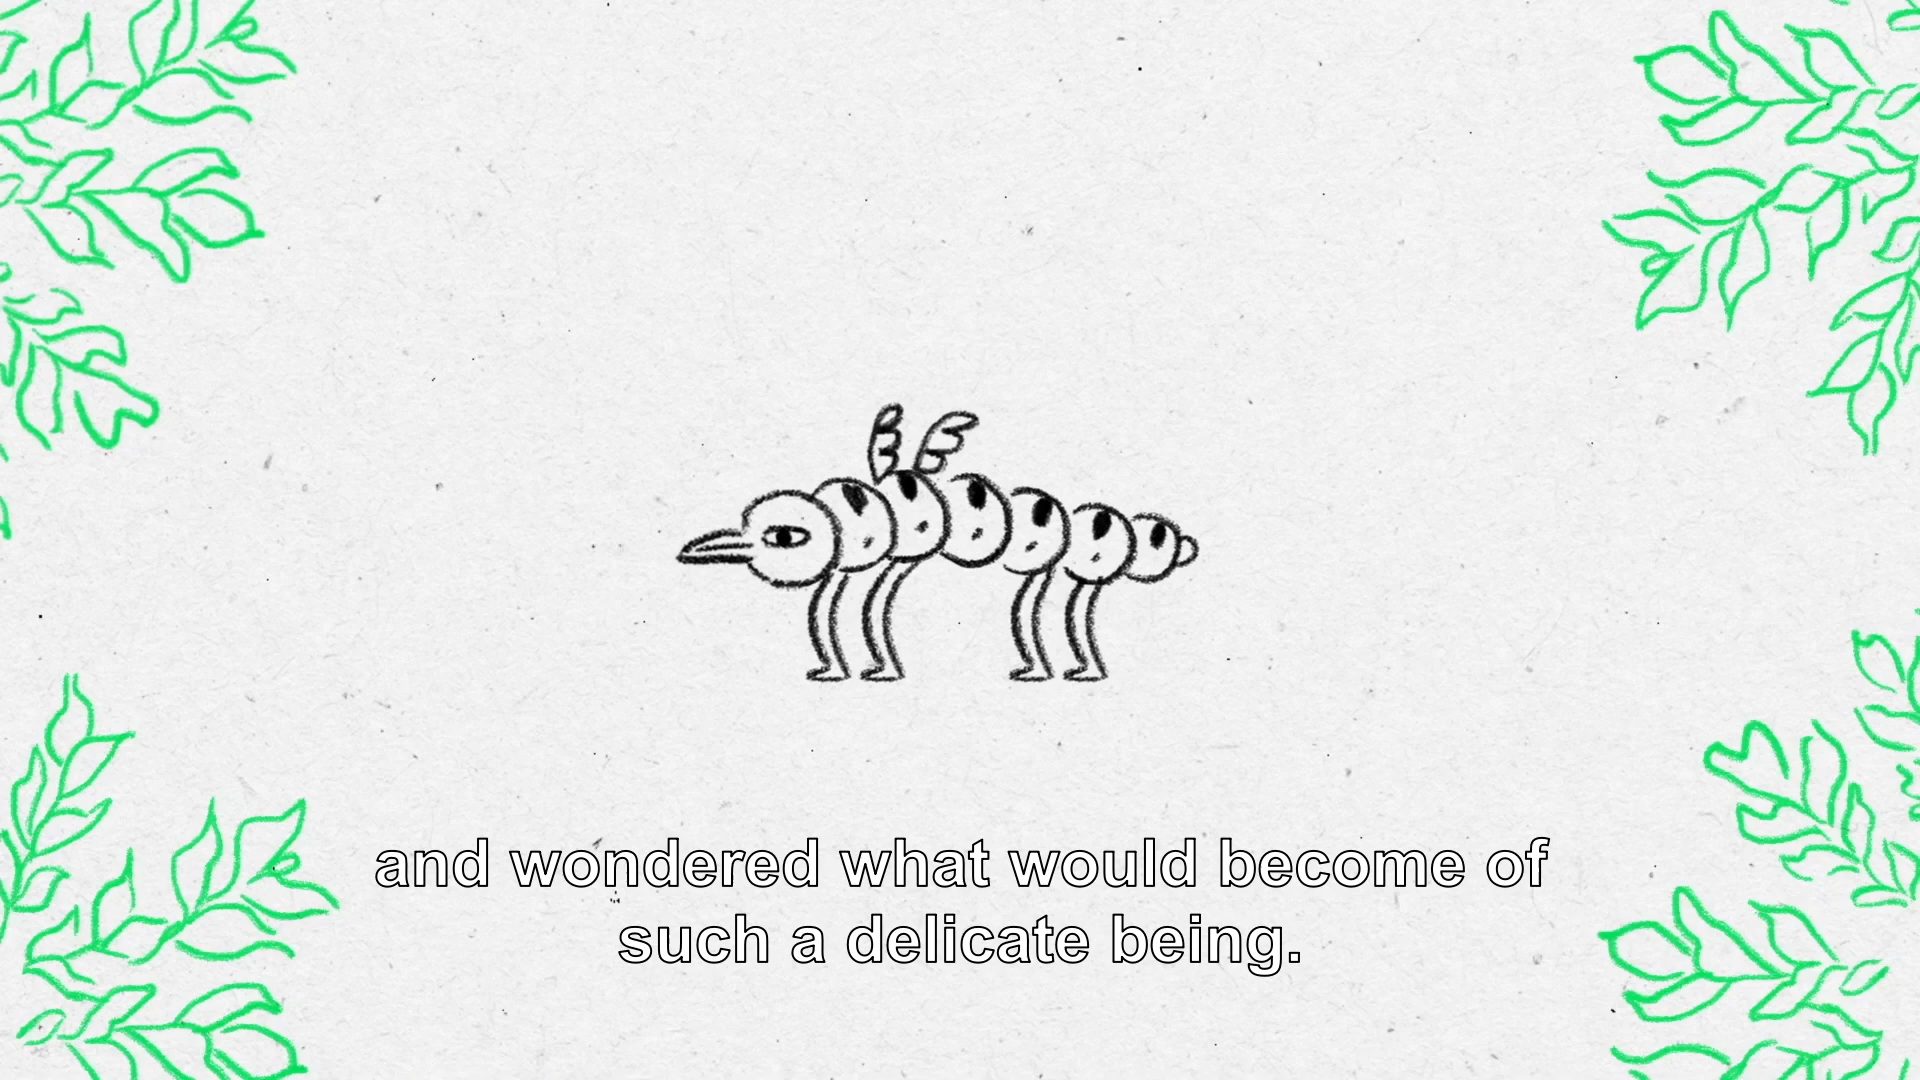 and wondered what would become of
such a delicate being.